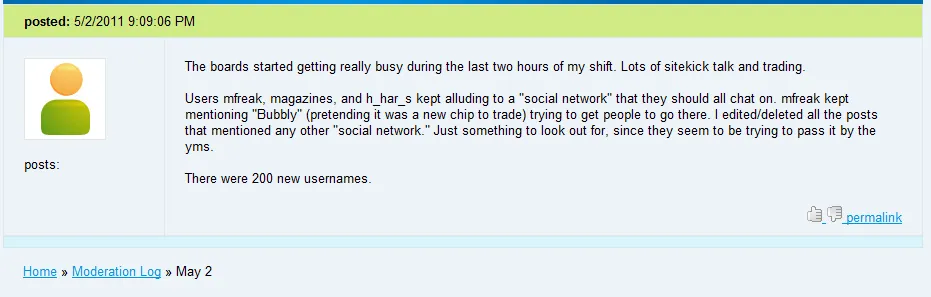 posted: 5/2/2011 9:09:06 PM
The boards started getting really busy during the last two hours of my shift. Lots of sitekick talk and trading.
Users mfreak, magazines, and h_har_s kept alluding to a "social network" that they should all chat on. mfreak kept
mentioning "Bubbly" (pretending it was a new chip to trade) trying to get people to go there. I edited/deleted all the posts
that mentioned any other "social network." Just something to look out for, since they seem to be trying to pass it by the
yms.
There were 200 new usernames.
posts:
permalink
Home » Moderation Log » May 2